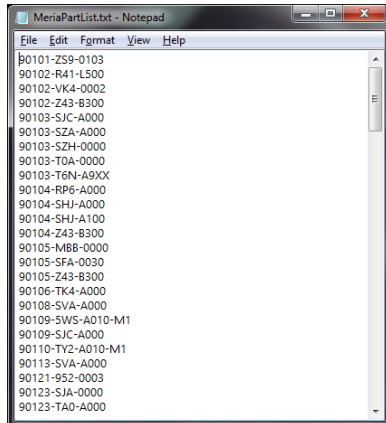 MeriaPartList.txt - Notepad
File Edit Format View Help
90101-ZS9-0103
90102-R41-L500
90102-VK4-0002
90102-Z43-B300
90103-SJC-A000
90103-SZA-A000
90103-SZH-0000
90103-T0A-0000
90103-T6N-A9XX
90104-RP6-A000
90104-SHJ-A000
90104-SHJ-A100
90104-Z43-B300
90105-MBB-0000
90105-SFA-0030
90105-Z43-B300
90106-TK4-A000
90108-SVA-A000
90109-5WS-A010-M1
90109-SJC-A000
90110-TY2-A010-M1
90113-SVA-A000
90121-952-0003
90123-SJA-0000
90123-TA0-A000